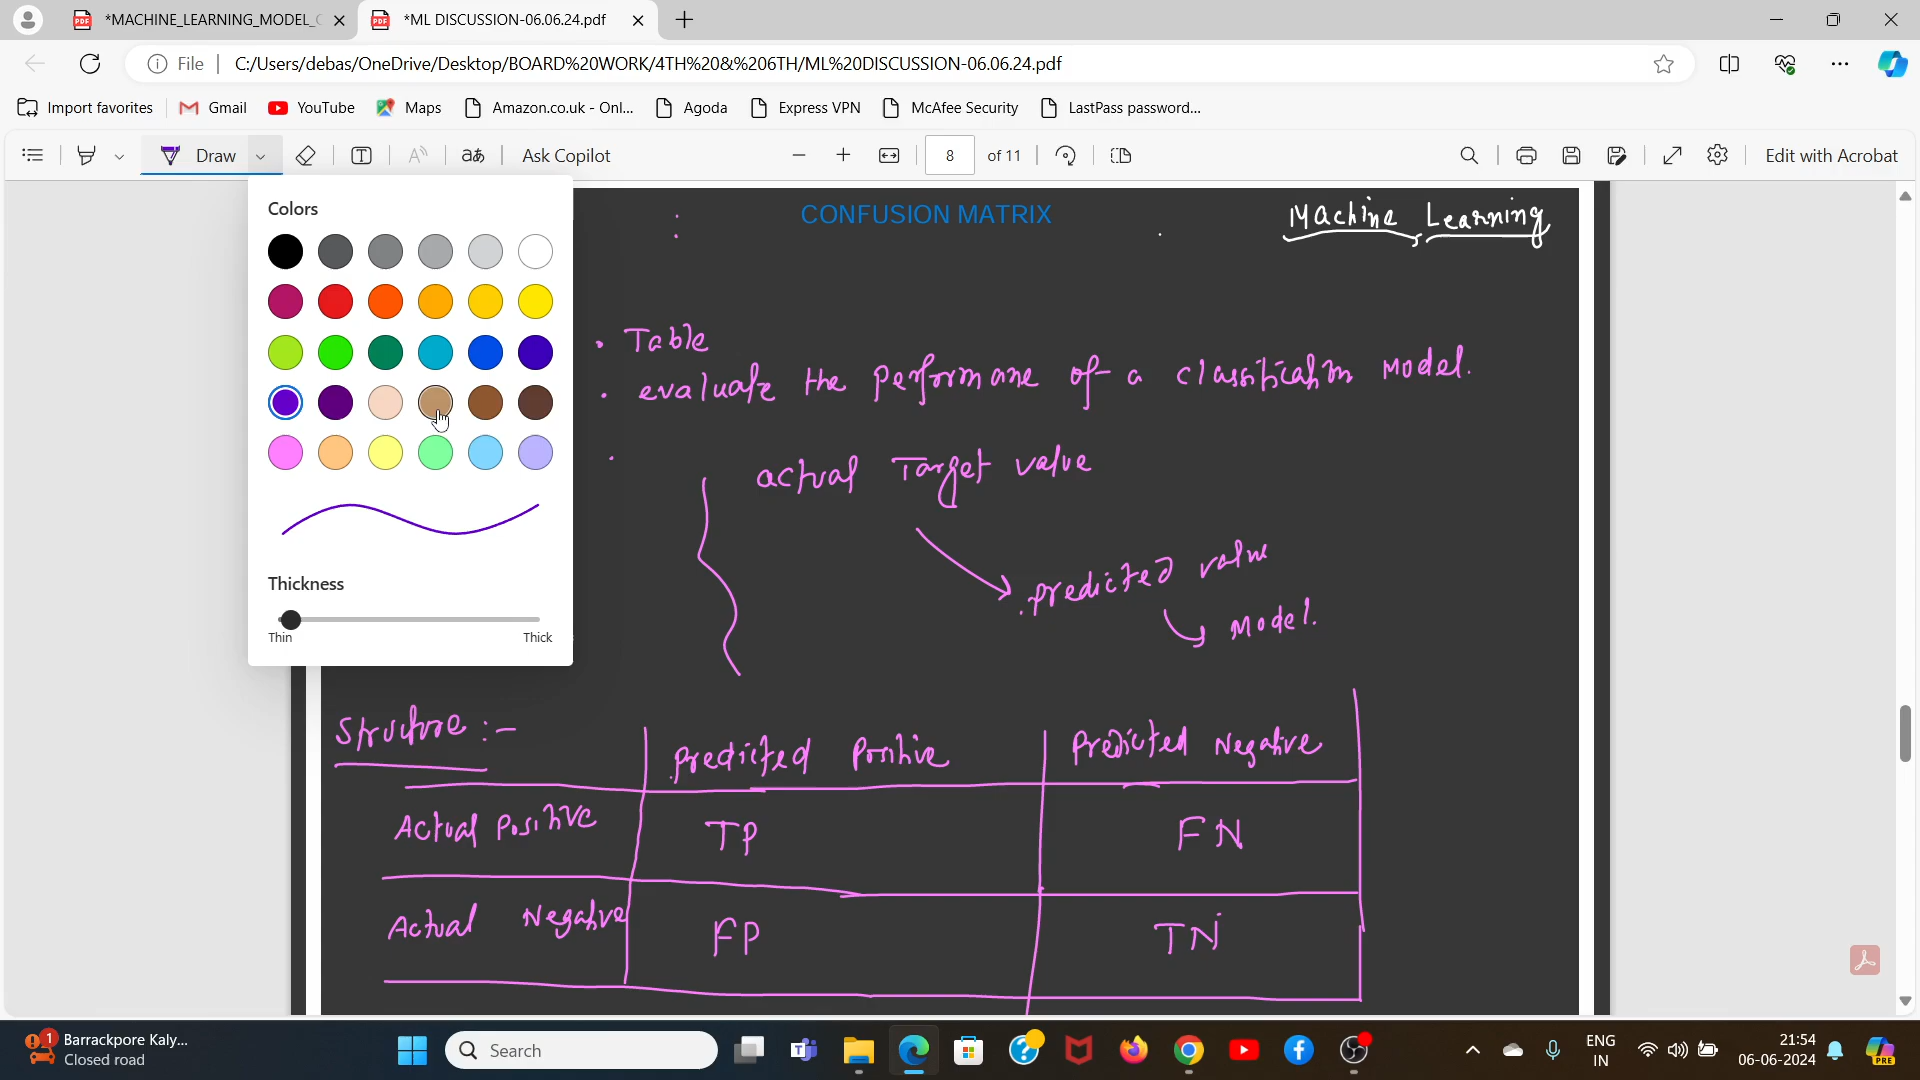 *MACHINE_LEARNING_MODEL_C
*ML DISCUSSION-06.06.24.pdf
File C:/Users/debas/OneDrive/Desktop/BOARD%20WORK/4TH%20&%206TH/ML%20DISCUSSION-06.06.24.pdf
Import favorites Gmail YouTube Maps Amazon.co.uk - Onl... Agoda Express VPN McAfee Security LastPass password...
Draw Ask Copilot 8 of 11 Edit with Acrobat
Colors
Thickness
Thin Thick
CONFUSION MATRIX
Machine Learning
• Table
• evaluate the performane of a classification Model.
actual Target value
predicted value
Model.
Structure :-
Predicted Positive Predicted Negative
Actual Positive TP FN
Actual Negative FP TN
1 Barrackpore Kaly...
Closed road
Search
ENG
IN
21:54
06-06-2024
PRE